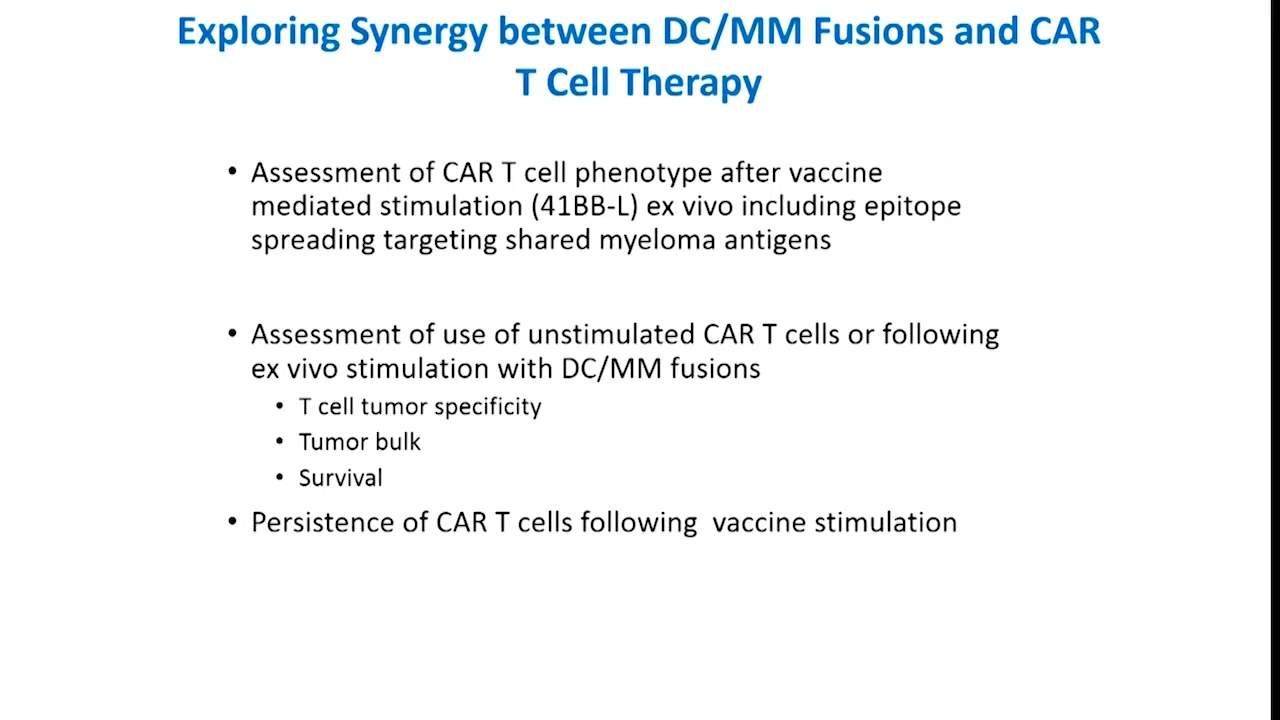 Exploring Synergy between DC/MM Fusions and CAR
T Cell Therapy
• Assessment of CAR T cell phenotype after vaccine
mediated stimulation (41BB-L) ex vivo including epitope
spreading targeting shared myeloma antigens
• Assessment of use of unstimulated CAR T cells or following
ex vivo stimulation with DC/MM fusions
• T cell tumor specificity
• Tumor bulk
• Survival
• Persistence of CAR T cells following  vaccine stimulation